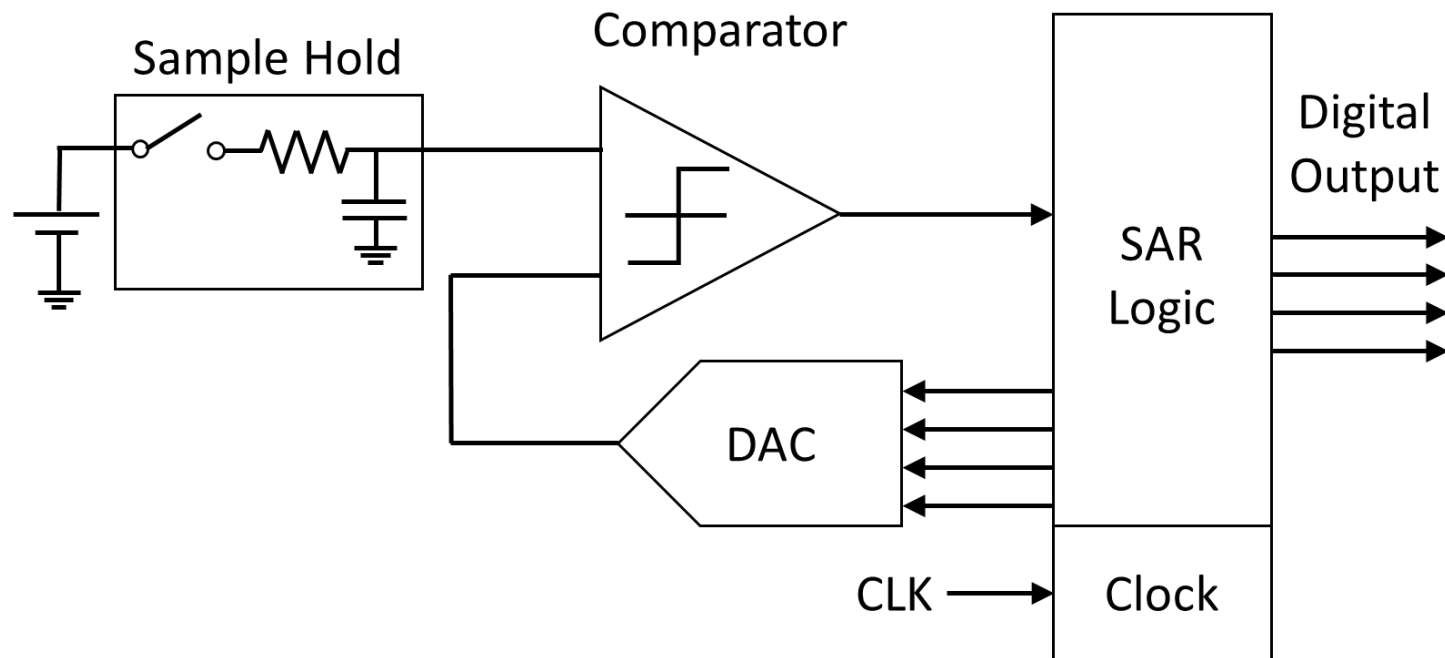 Sample Hold
Comparator
Digital
Output
SAR
Logic
DAC
CLK
Clock